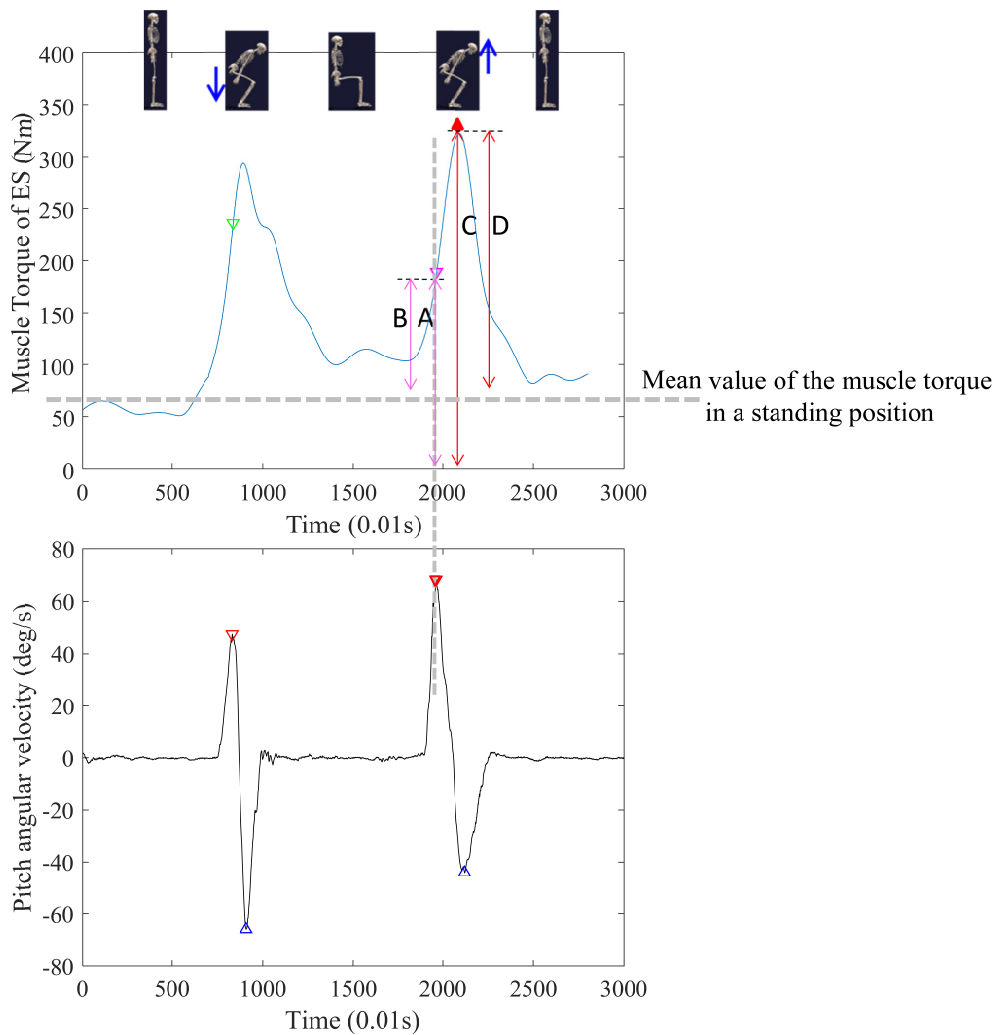 400
350
300
250
200
150
100
50
0
Muscle Torque of ES (Nm)
B A C D
Mean value of the muscle torque
in a standing position
0 500 1000 1500 2000 2500 3000
Time (0.01s)
80
60
40
20
0
-20
-40
-60
-80
Pitch angular velocity (deg/s)
0 500 1000 1500 2000 2500 3000
Time (0.01s)